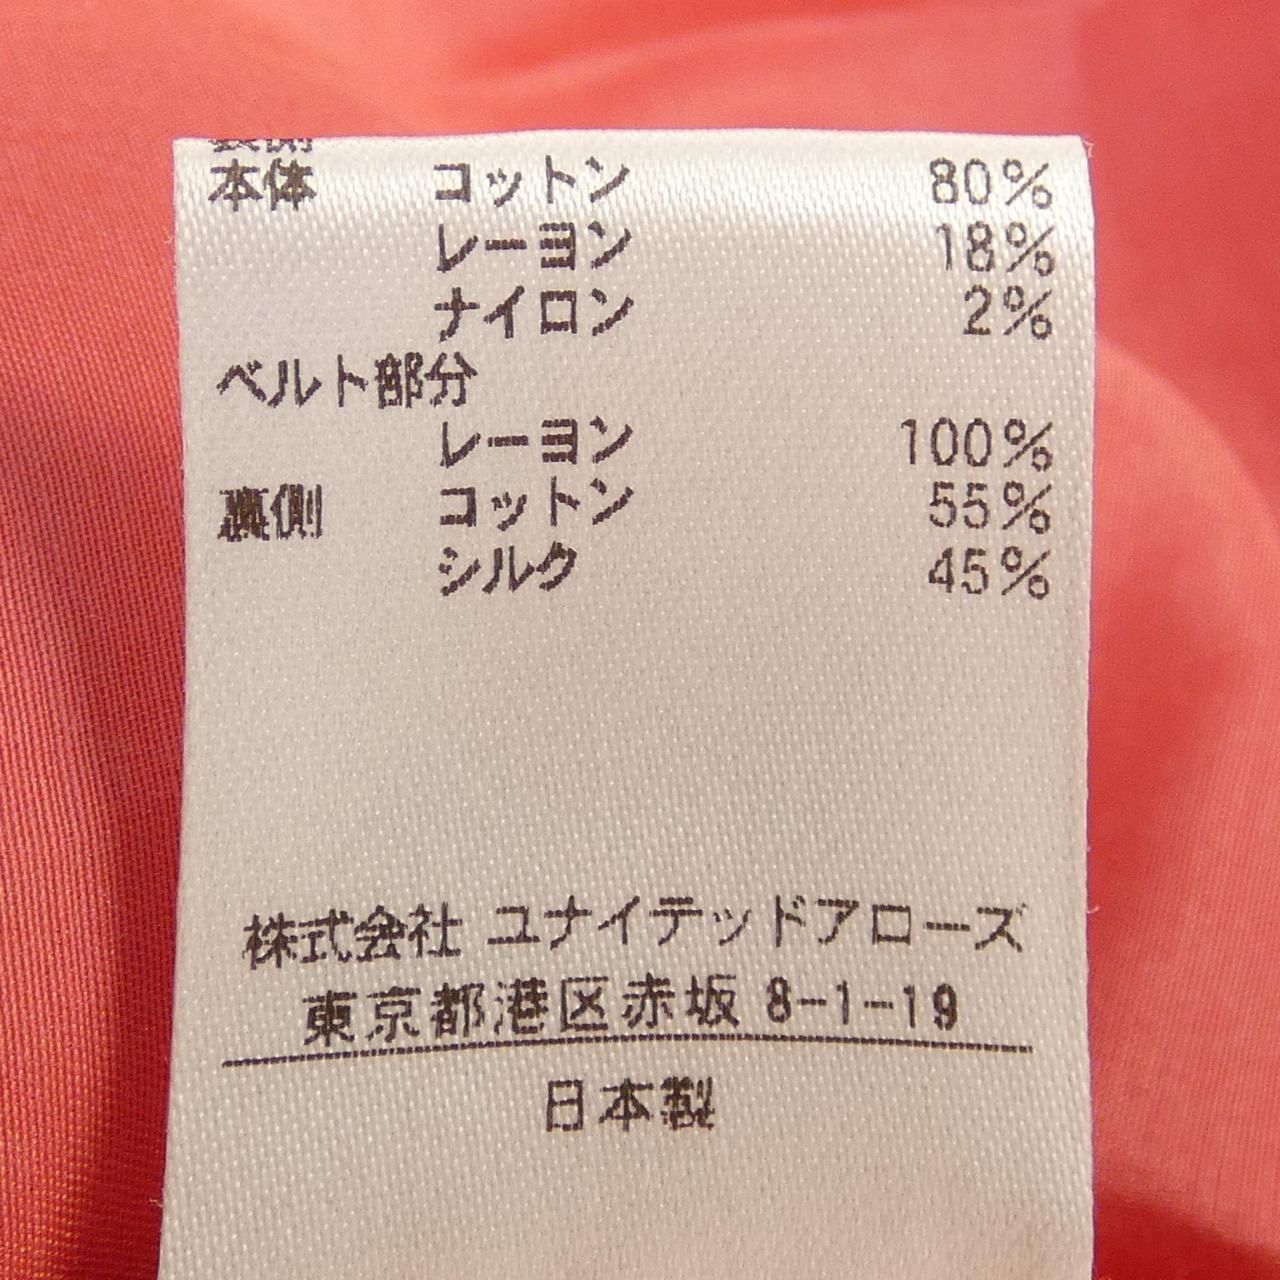 本体 コットン 80%
レーヨン 18%
ナイロン 2%
ベルト部分
レーヨン 100%
裏側 コットン 55%
シルク 45%
株式会社 ユナイテッドアローズ
東京都港区赤坂 8-1-19
日本製